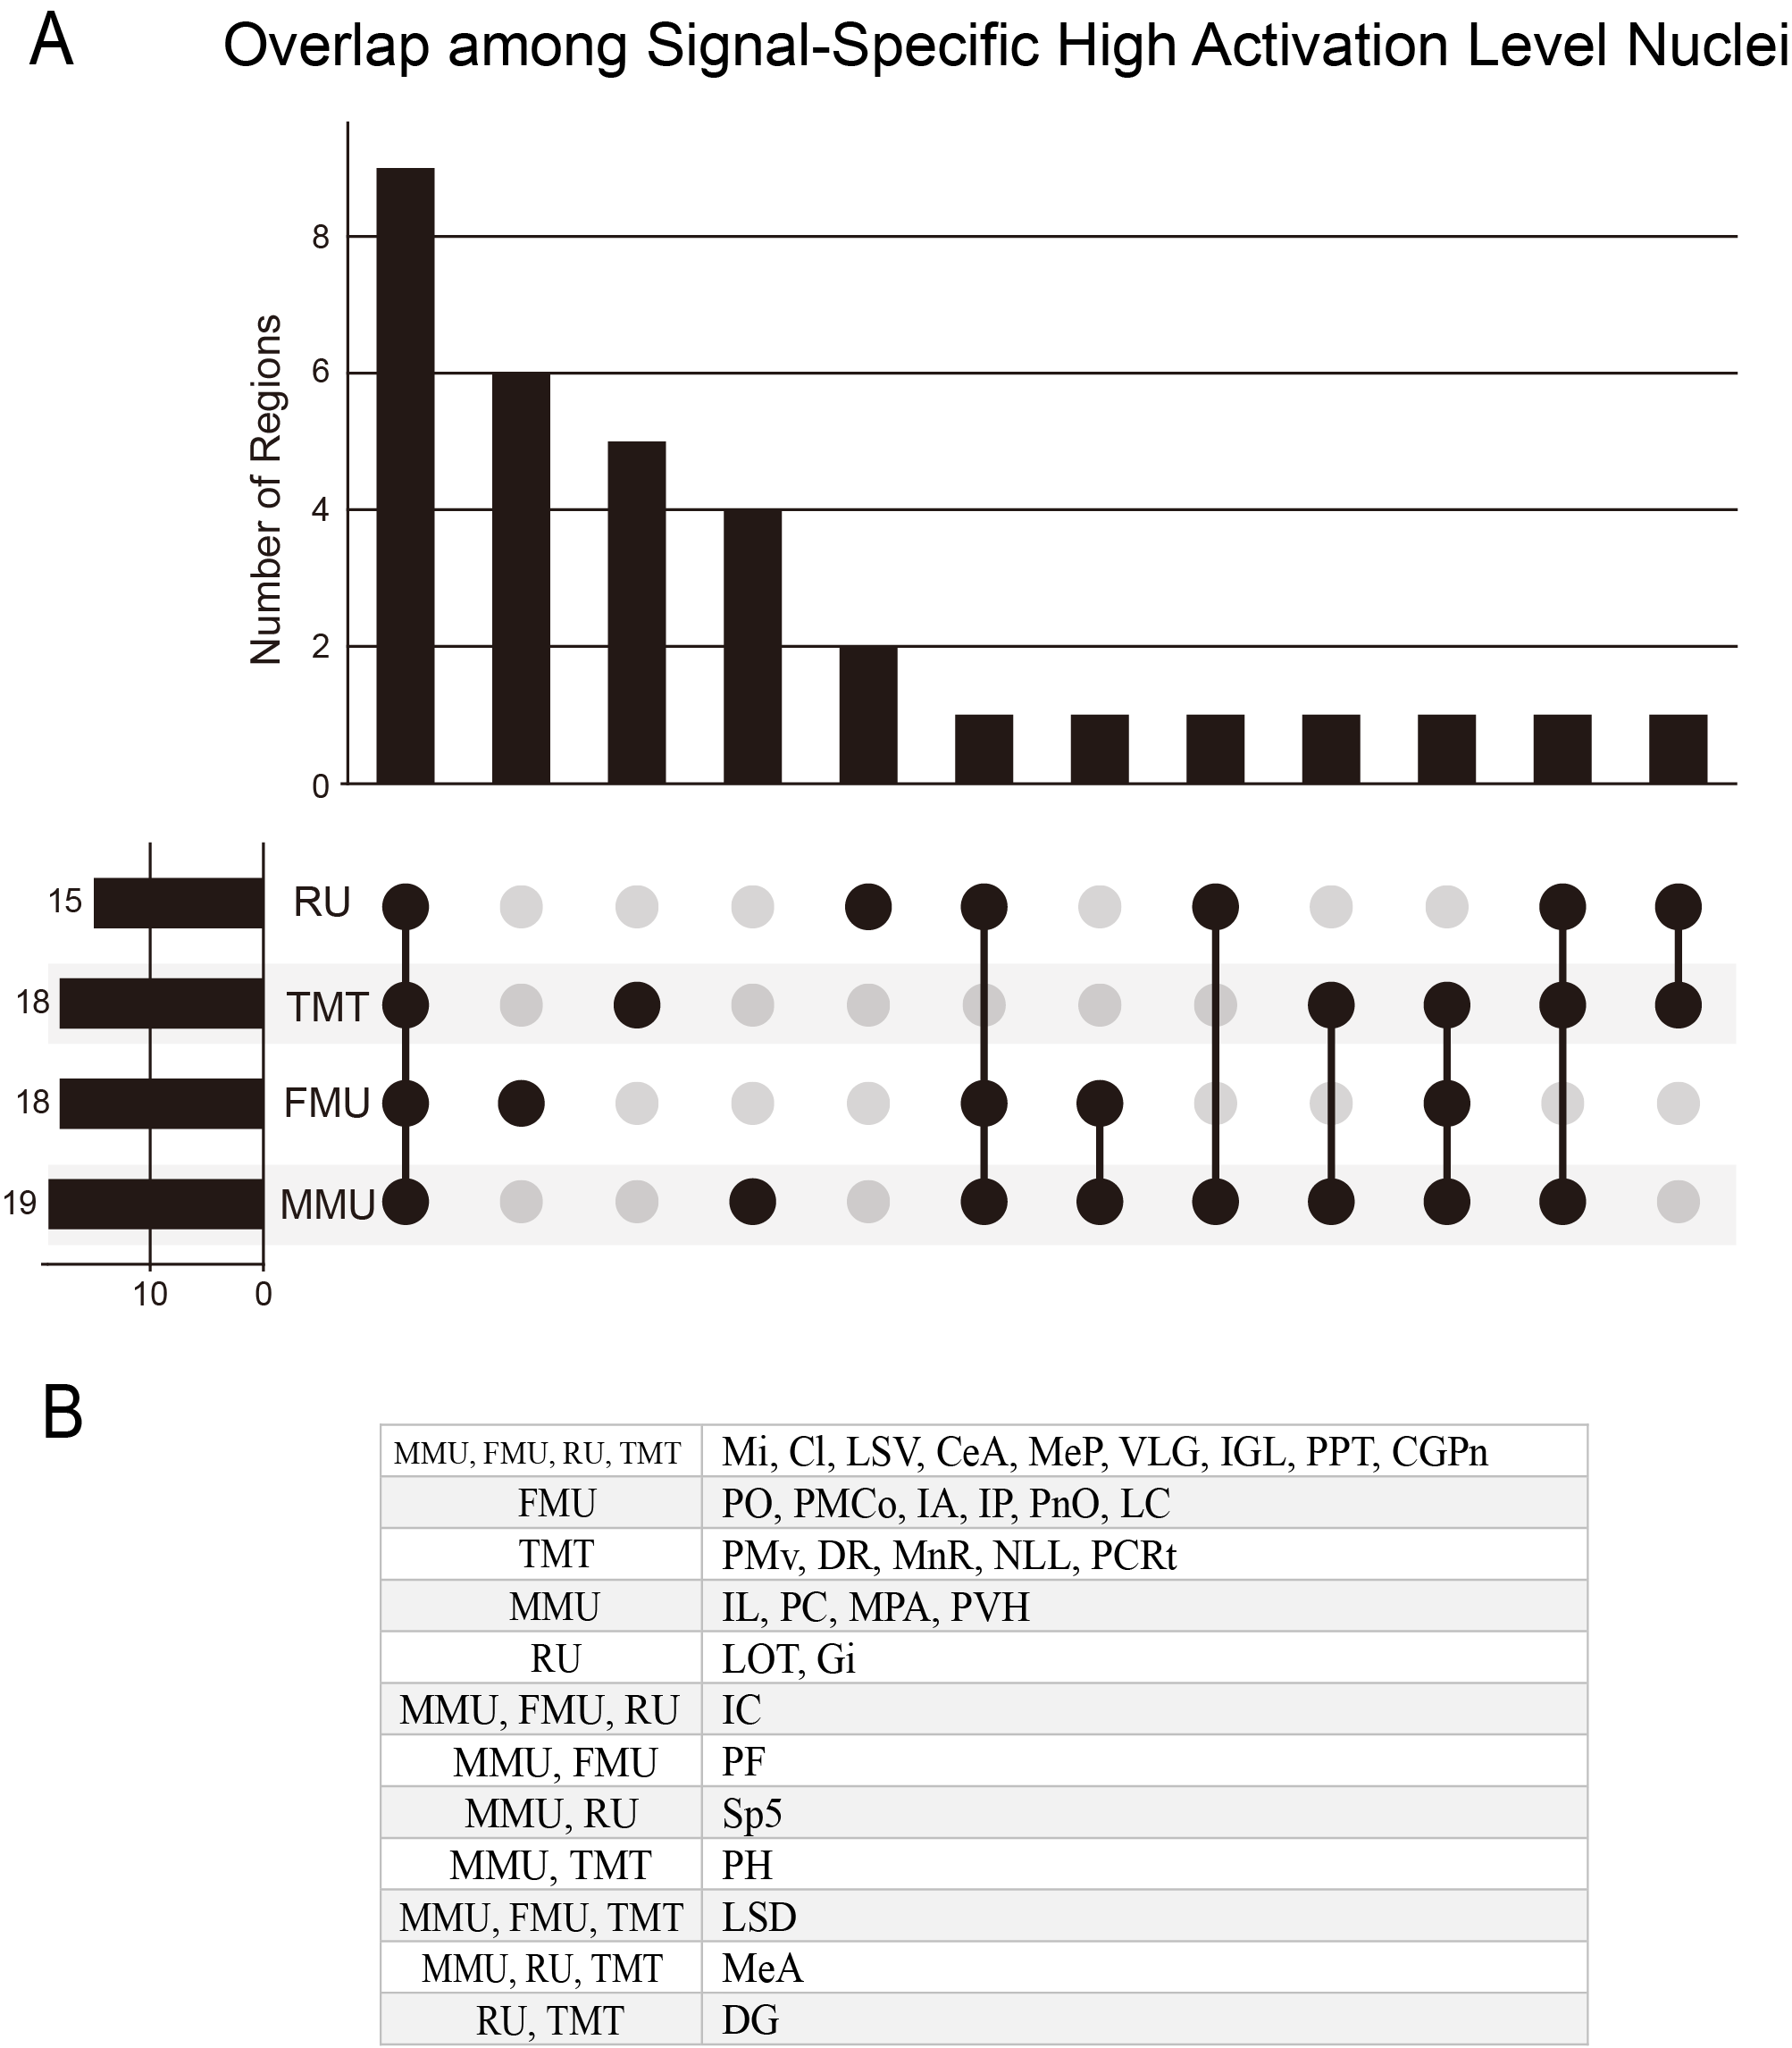 A
Overlap among Signal-Specific High Activation Level Nuclei
Number of Regions
8
6
4
2
0
15 RU
18 TMT
18 FMU
19 MMU
10 0
B
MMU, FMU, RU, TMT Mi, Cl, LSV, CeA, MeP, VLG, IGL, PPT, CGPn
FMU PO, PMCo, IA, IP, PnO, LC
TMT PMv, DR, MnR, NLL, PCRt
MMU IL, PC, MPA, PVH
RU LOT, Gi
MMU, FMU, RU IC
MMU, FMU PF
MMU, RU Sp5
MMU, TMT PH
MMU, FMU, TMT LSD
MMU, RU, TMT MeA
RU, TMT DG